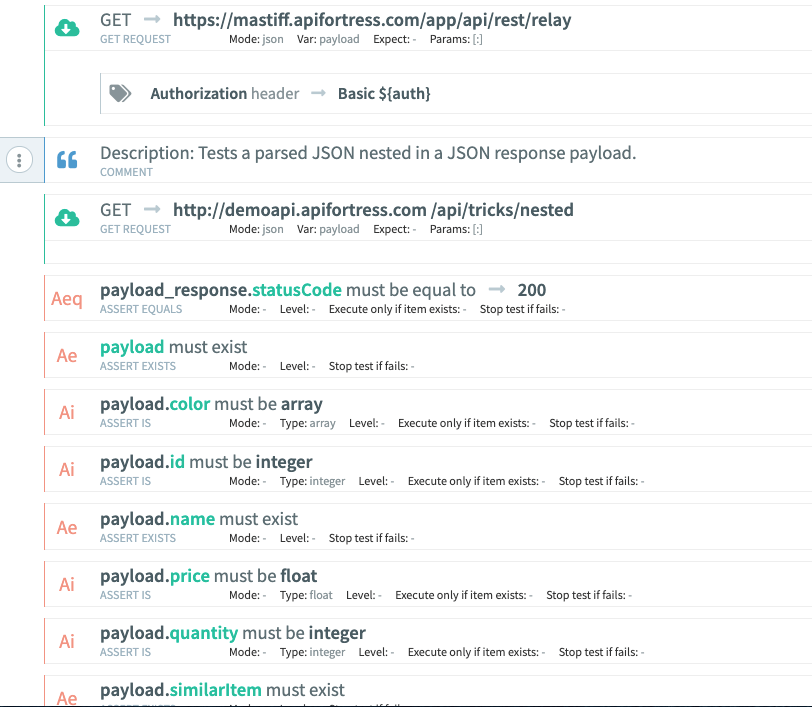 GET → https://mastiff.apifortress.com/app/api/rest/relay
GET REQUEST Mode: json Var: payload Expect: - Params: [:]
Authorization header → Basic ${auth}
Description: Tests a parsed JSON nested in a JSON response payload.
COMMENT
GET → http://demoapi.apifortress.com /api/tricks/nested
GET REQUEST Mode: json Var: payload Expect: - Params: [:]
Aeq payload_response.statusCode must be equal to → 200
ASSERT EQUALS Mode: - Level: - Execute only if item exists: - Stop test if fails: -
Ae payload must exist
ASSERT EXISTS Mode: - Level: - Stop test if fails: -
Ai payload.color must be array
ASSERT IS Mode: - Type: array Level: - Execute only if item exists: - Stop test if fails: -
Ai payload.id must be integer
ASSERT IS Mode: - Type: integer Level: - Execute only if item exists: - Stop test if fails: -
Ae payload.name must exist
ASSERT EXISTS Mode: - Level: - Stop test if fails: -
Ai payload.price must be float
ASSERT IS Mode: - Type: float Level: - Execute only if item exists: - Stop test if fails: -
Ai payload.quantity must be integer
ASSERT IS Mode: - Type: integer Level: - Execute only if item exists: - Stop test if fails: -
Ae payload.similarItem must exist